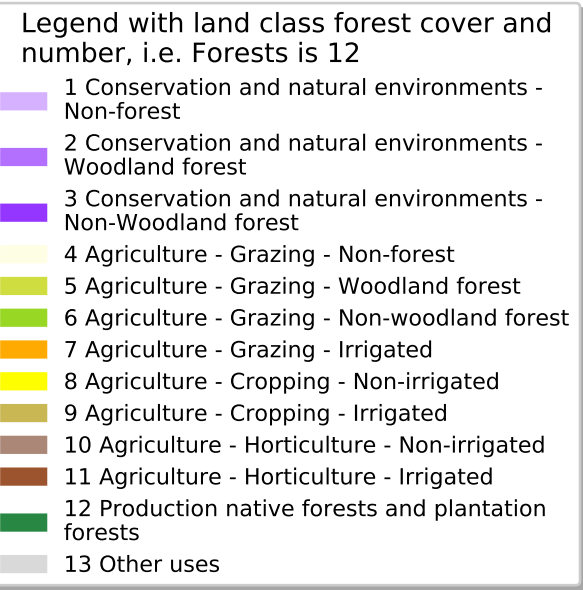 Legend with land class forest cover and
number, i.e. Forests is 12
1 Conservation and natural environments -
Non-forest
2 Conservation and natural environments -
Woodland forest
3 Conservation and natural environments -
Non-Woodland forest
4 Agriculture - Grazing - Non-forest
5 Agriculture - Grazing - Woodland forest
6 Agriculture - Grazing - Non-woodland forest
7 Agriculture - Grazing - Irrigated
8 Agriculture - Cropping - Non-irrigated
9 Agriculture - Cropping - Irrigated
10 Agriculture - Horticulture - Non-irrigated
11 Agriculture - Horticulture - Irrigated
12 Production native forests and plantation
forests
13 Other uses